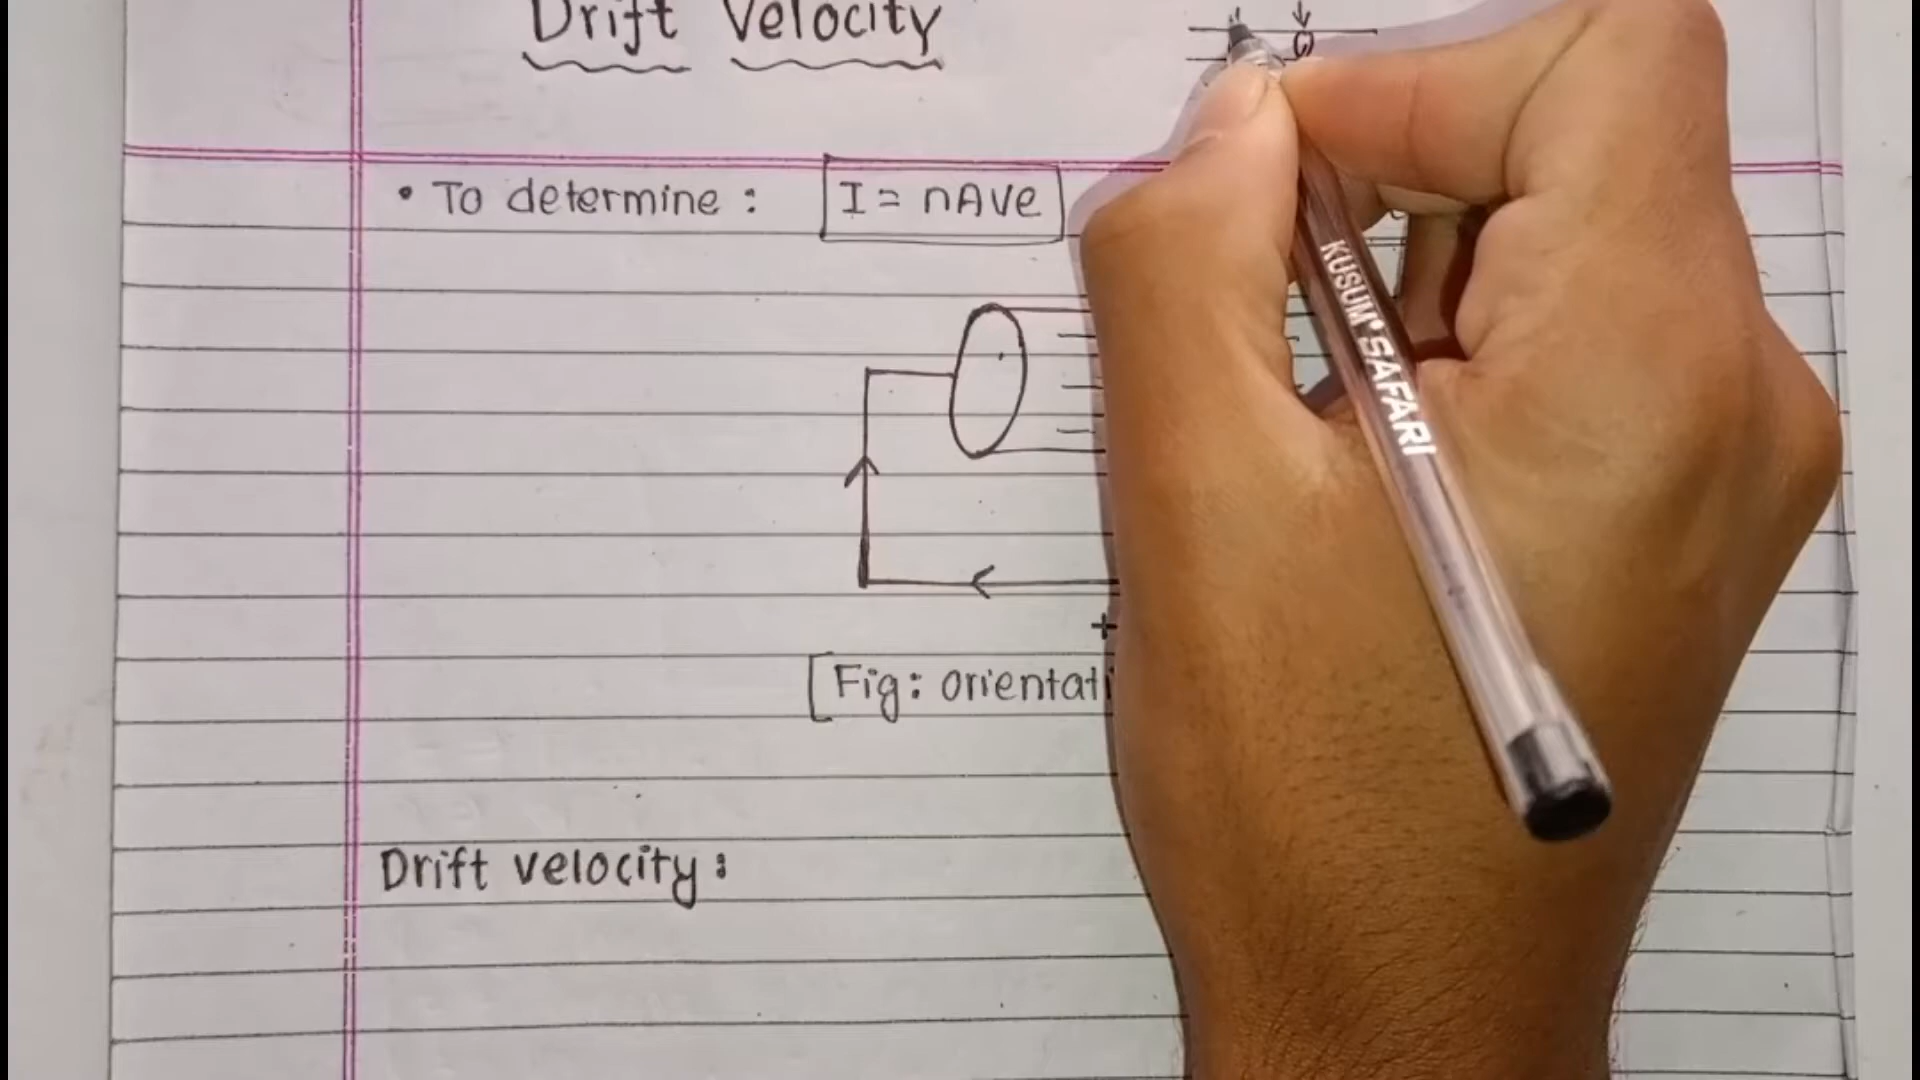 Drift Velocity
• To determine : I = nAve
+
[Fig: orientati
Drift velocity :
KUSUM SAFARI